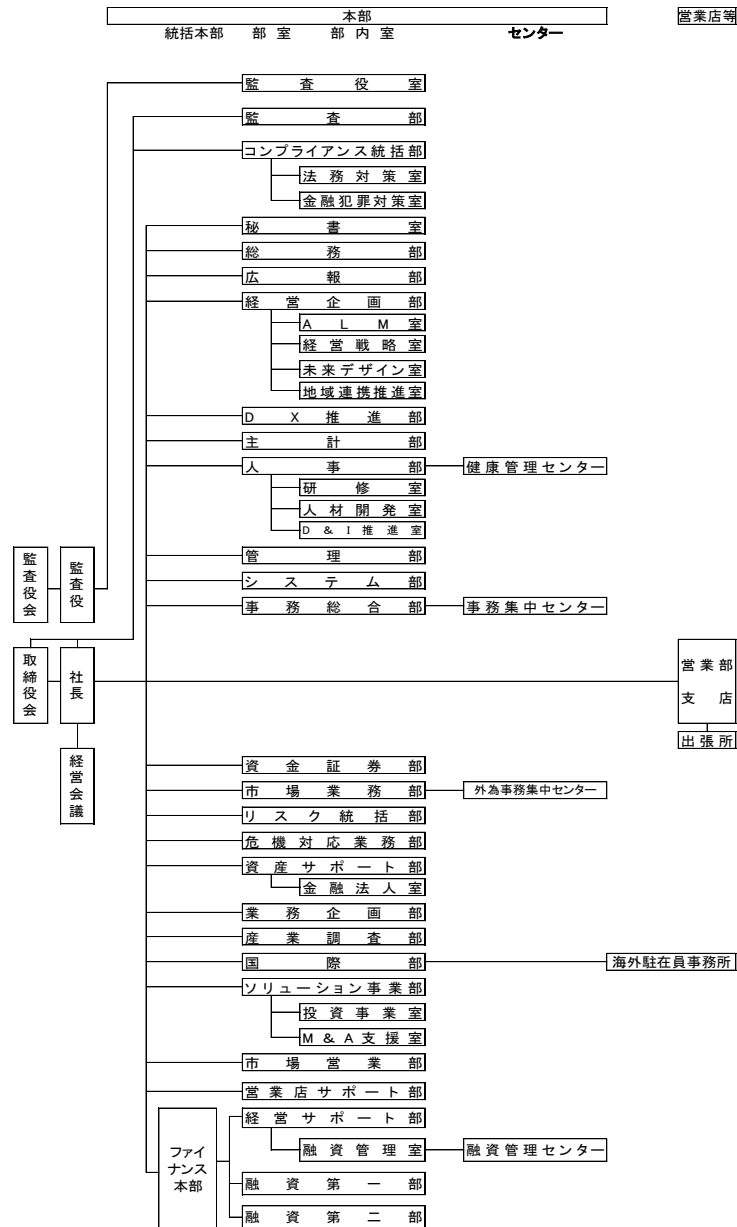 本部
営業店等
統括本部 部室 部内室 センター
監査役室
監査部
コンプライアンス統括部
法務対策室
金融犯罪対策室
秘書室
総務部
広報部
経営企画部
ALM室
経営戦略室
未来デザイン室
地域連携推進室
DX推進部
主計部
人事部
健康管理センター
研修室
人材開発室
D&I推進室
監査役会
監査役
管理部
システム部
事務総合部
事務集中センター
取締役会
社長
営業部
支店
出張所
経営会議
資金証券部
市場業務部
外為事務集中センター
リスク統括部
危機対応業務部
資産サポート部
金融法人室
業務企画部
産業調査部
国際部
海外駐在員事務所
ソリューション事業部
投資事業室
M&A支援室
市場営業部
営業店サポート部
ファイ
ナンス
本部
経営サポート部
融資管理室
融資管理センター
融資第一部
融資第二部